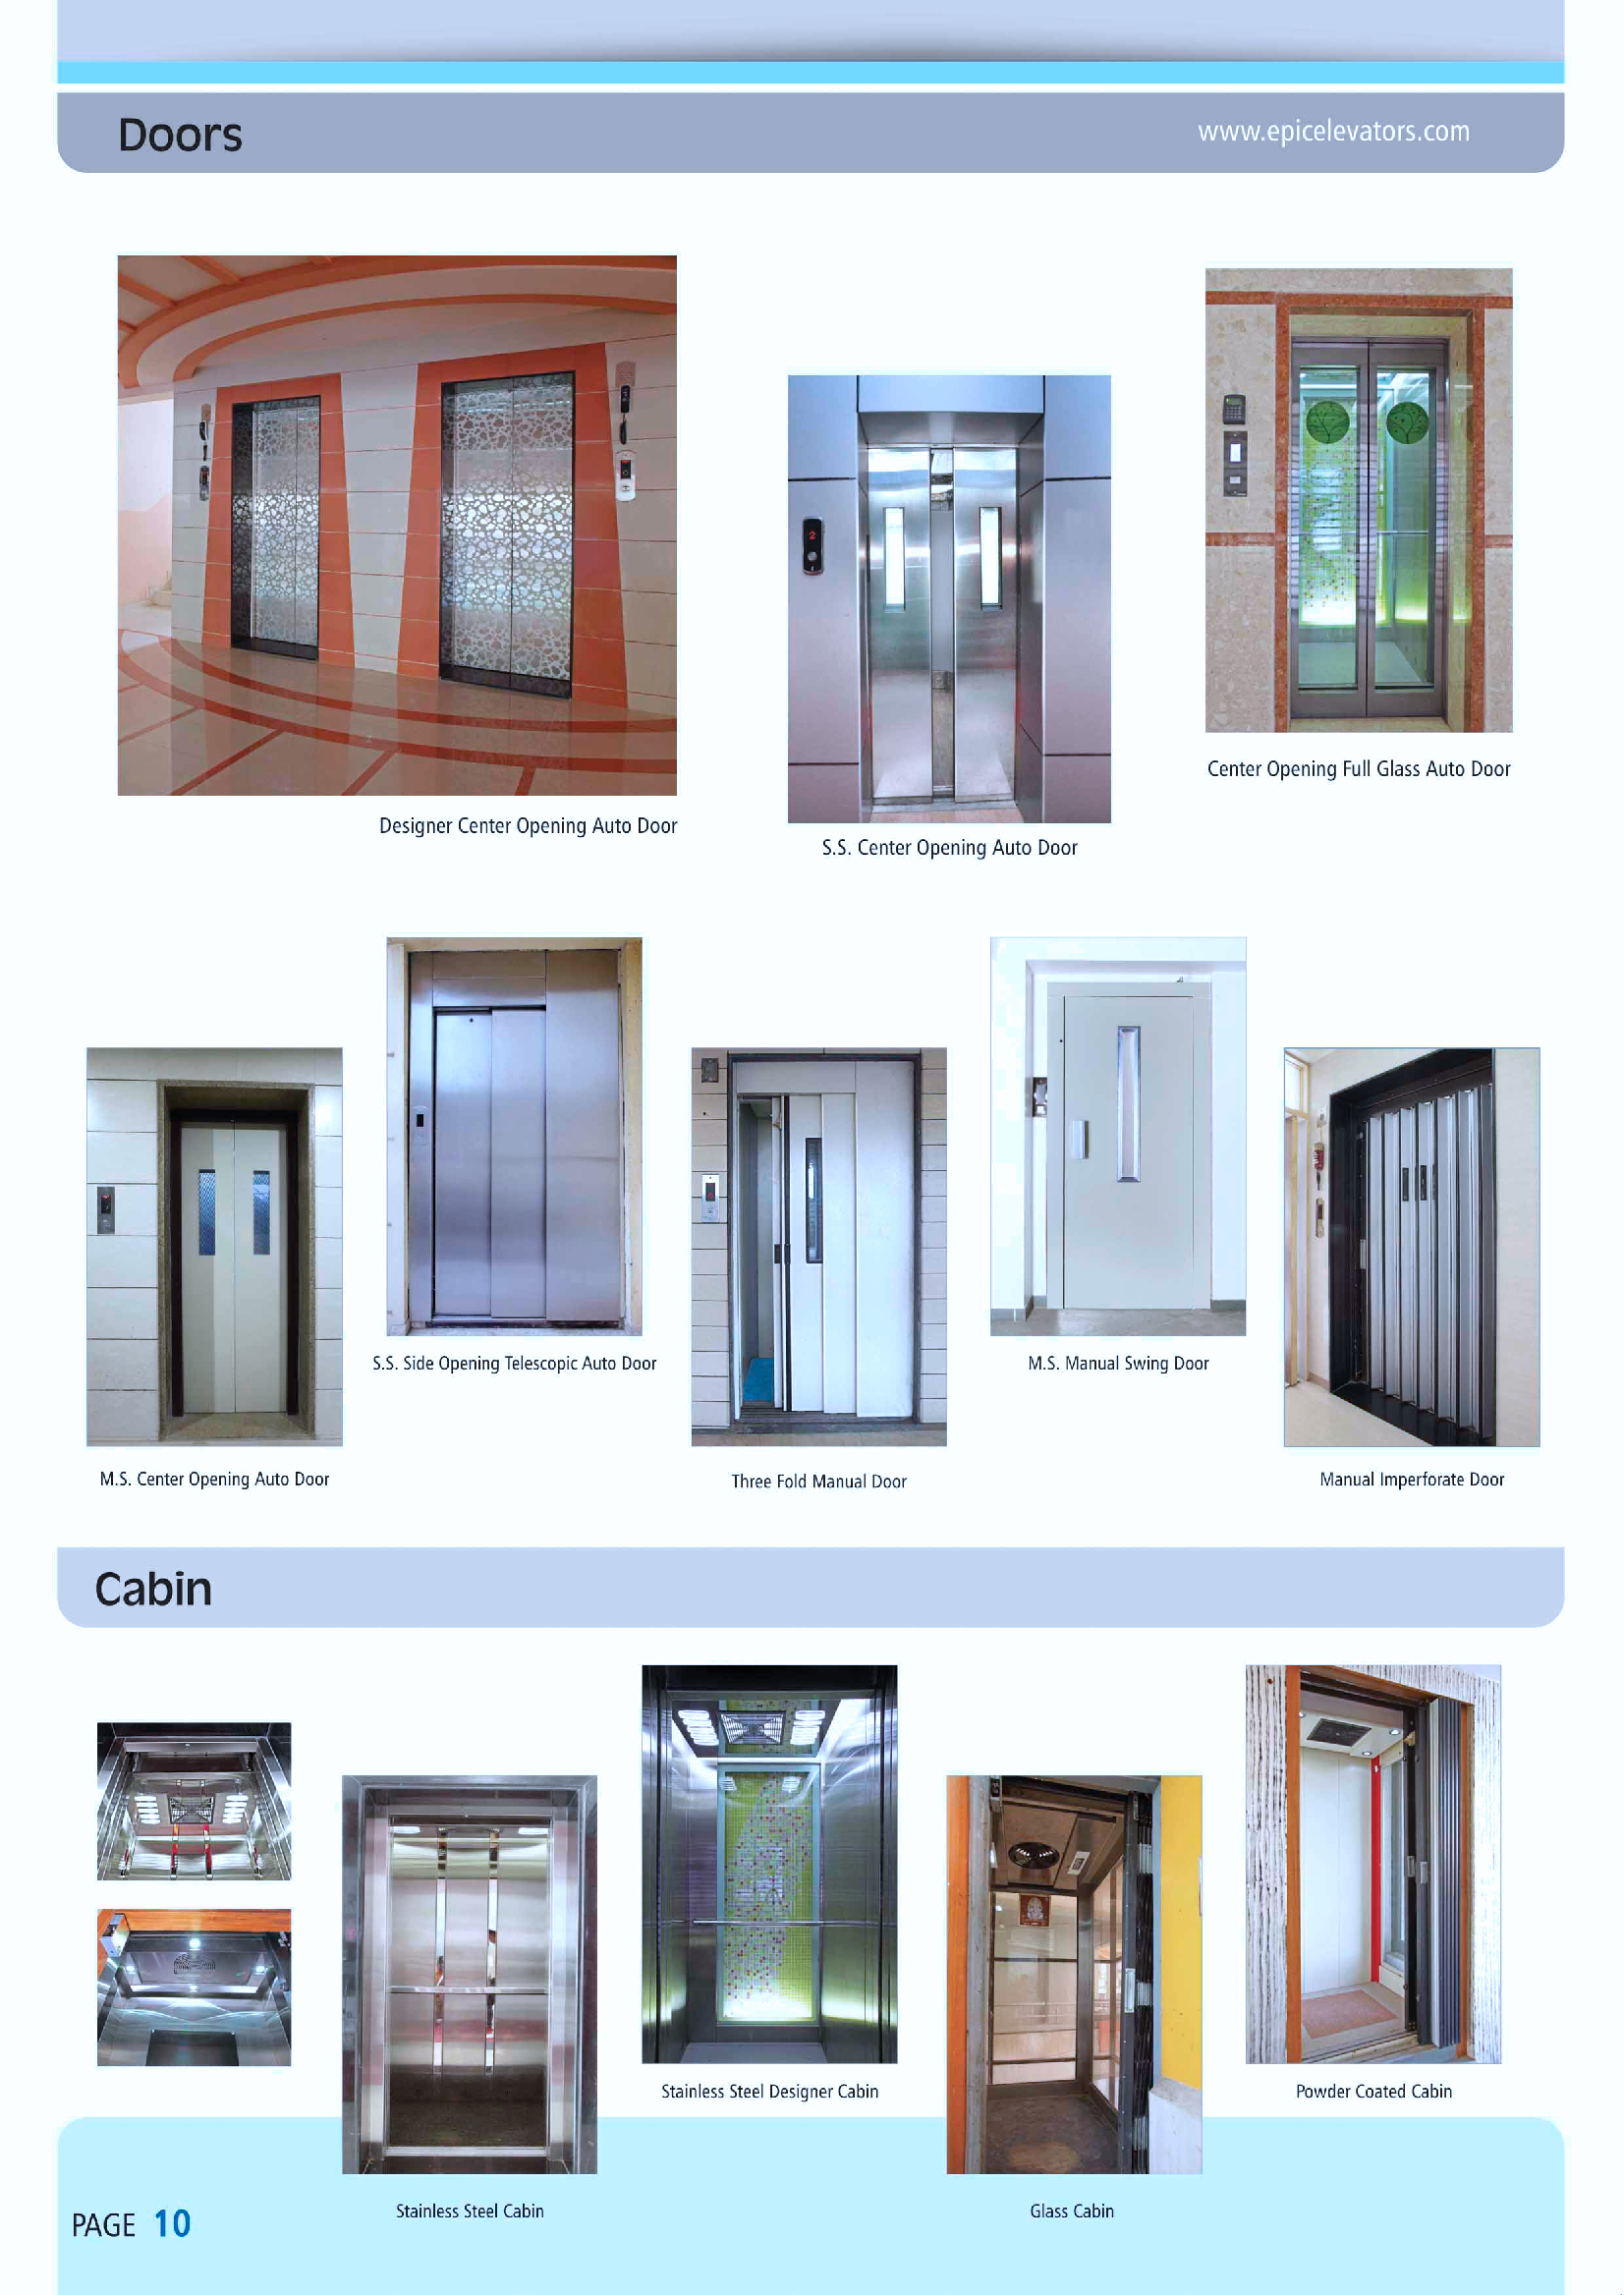 Doors
www.epicelevators.com
Designer Center Opening Auto Door
S.S. Center Opening Auto Door
Center Opening Full Glass Auto Door
M.S. Center Opening Auto Door
S.S. Side Opening Telescopic Auto Door
Three Fold Manual Door
M.S. Manual Swing Door
Manual Imperforate Door
Cabin
Stainless Steel Cabin
Stainless Steel Designer Cabin
Glass Cabin
Powder Coated Cabin
PAGE 10